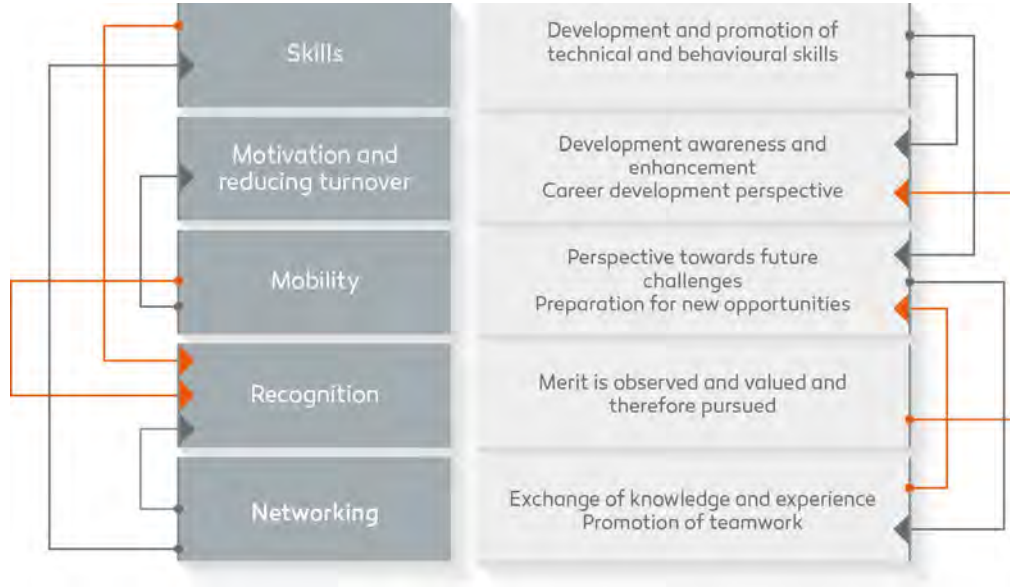 Skills
Development and promotion of
technical and behavioural skills
Motivation and
reducing turnover
Development awareness and
enhancement
Career development perspective
Mobility
Perspective towards future
challenges
Preparation for new opportunities
Recognition
Merit is observed and valued and
therefore pursued
Networking
Exchange of knowledge and experience
Promotion of teamwork